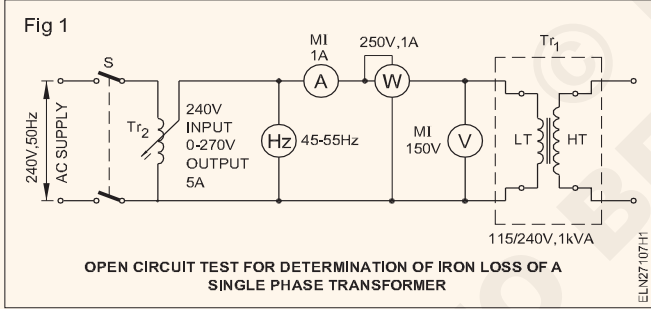 Fig 1
S
240V,50Hz
AC SUPPLY
Tr2
240V
INPUT
0-270V
OUTPUT
5A
Hz
45-55Hz
MI
1A
A
250V,1A
W
MI
150V
V
Tr1
LT
HT
115/240V,1kVA
OPEN CIRCUIT TEST FOR DETERMINATION OF IRON LOSS OF A
SINGLE PHASE TRANSFORMER
ELN27107H1